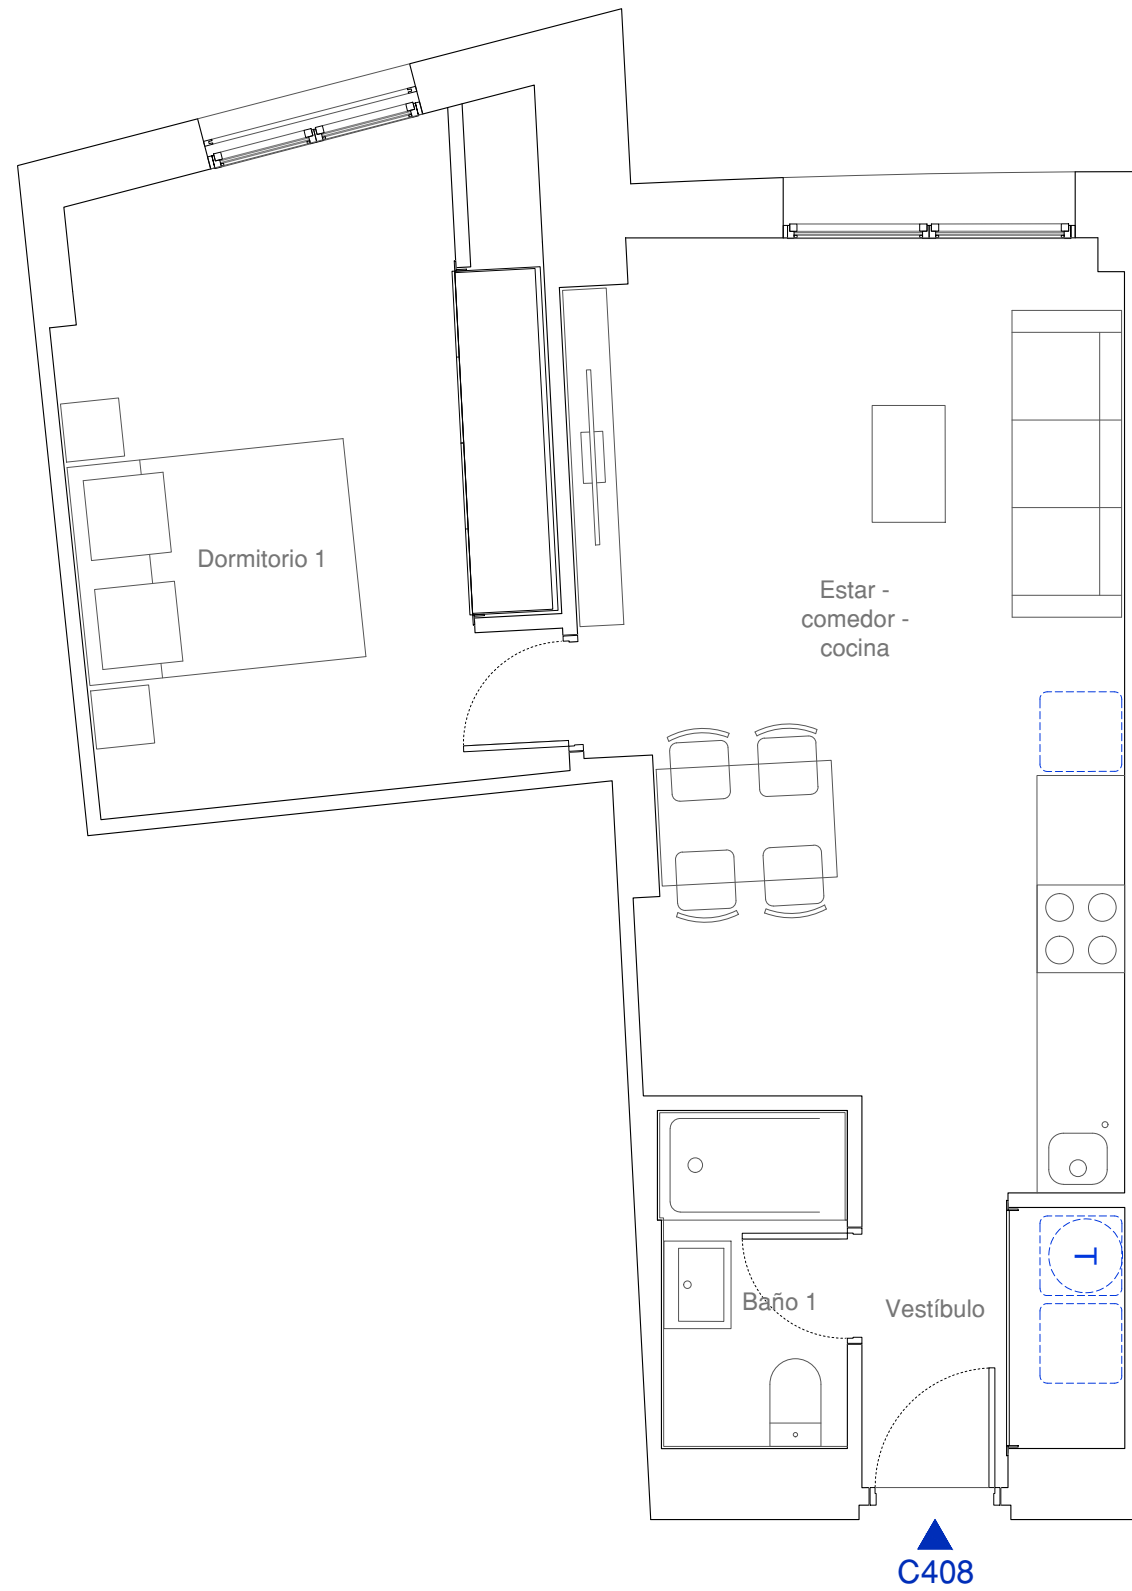 Dormitorio 1
Estar -
comedor -
cocina
T
Baño 1
Vestíbulo
C408